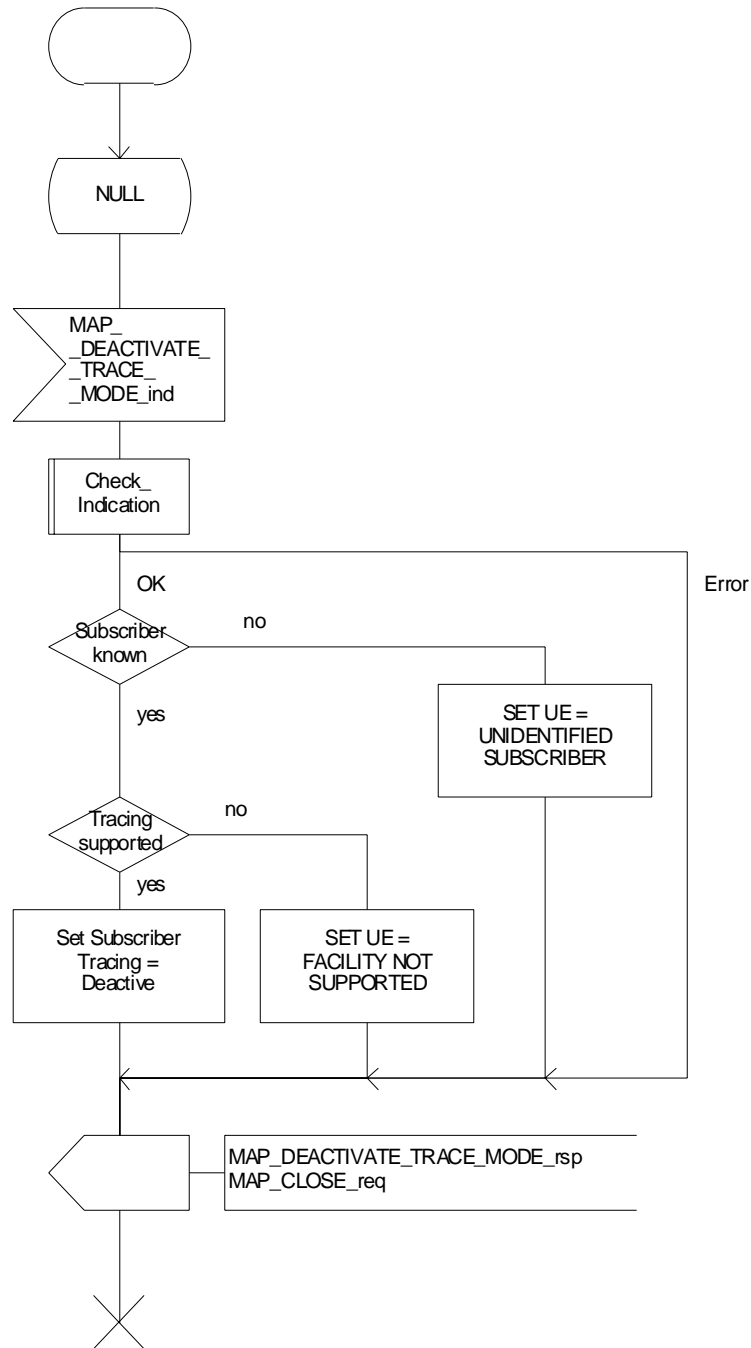 NULL
MAP_
_DEACTIVATE_
_TRACE_
_MODE_ind
Check_
Indication
OK
Error
Subscriber
known
no
yes
SET UE =
UNIDENTIFIED
SUBSCRIBER
Tracing
supported
no
yes
Set Subscriber
Tracing =
Deactive
SET UE =
FACILITY NOT
SUPPORTED
MAP_DEACTIVATE_TRACE_MODE_rsp
MAP_CLOSE_req